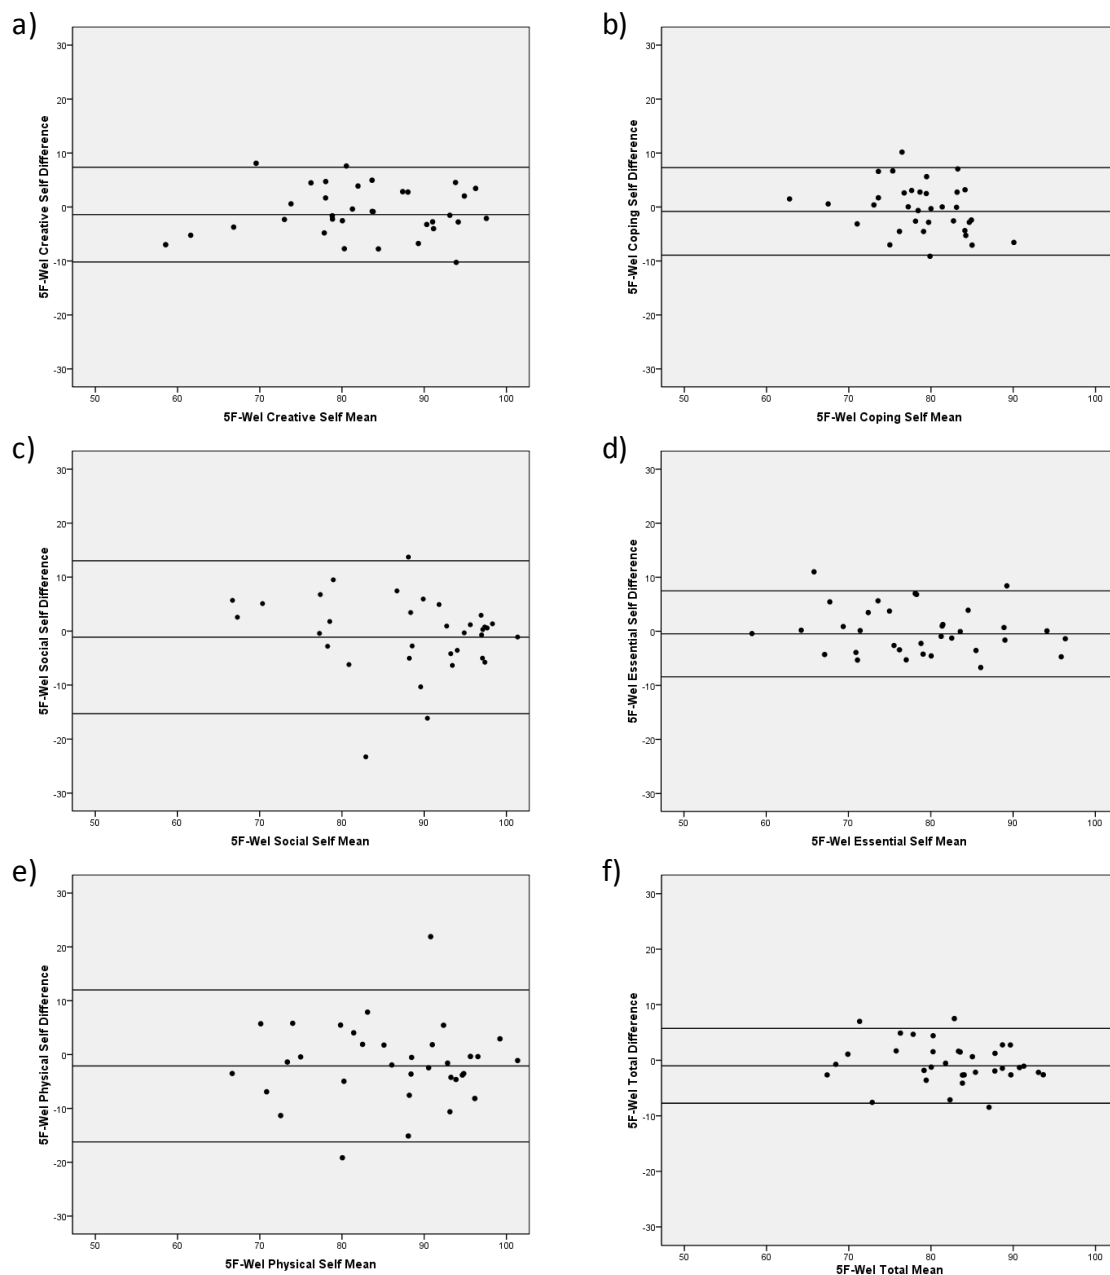 a)
5F-Wel Creative Self Difference
30
20
10
0
-10
-20
-30
50 60 70 80 90 100
5F-Wel Creative Self Mean
b)
5F-Wel Coping Self Difference
30
20
10
0
-10
-20
-30
50 60 70 80 90 100
5F-Wel Coping Self Mean
c)
5F-Wel Social Self Difference
30
20
10
0
-10
-20
-30
50 60 70 80 90 100
5F-Wel Social Self Mean
d)
5F-Wel Essential Self Difference
30
20
10
0
-10
-20
-30
50 60 70 80 90 100
5F-Wel Essential Self Mean
e)
5F-Wel Physical Self Difference
30
20
10
0
-10
-20
-30
50 60 70 80 90 100
5F-Wel Physical Self Mean
f)
5F-Wel Total Difference
30
20
10
0
-10
-20
-30
50 60 70 80 90 100
5F-Wel Total Mean